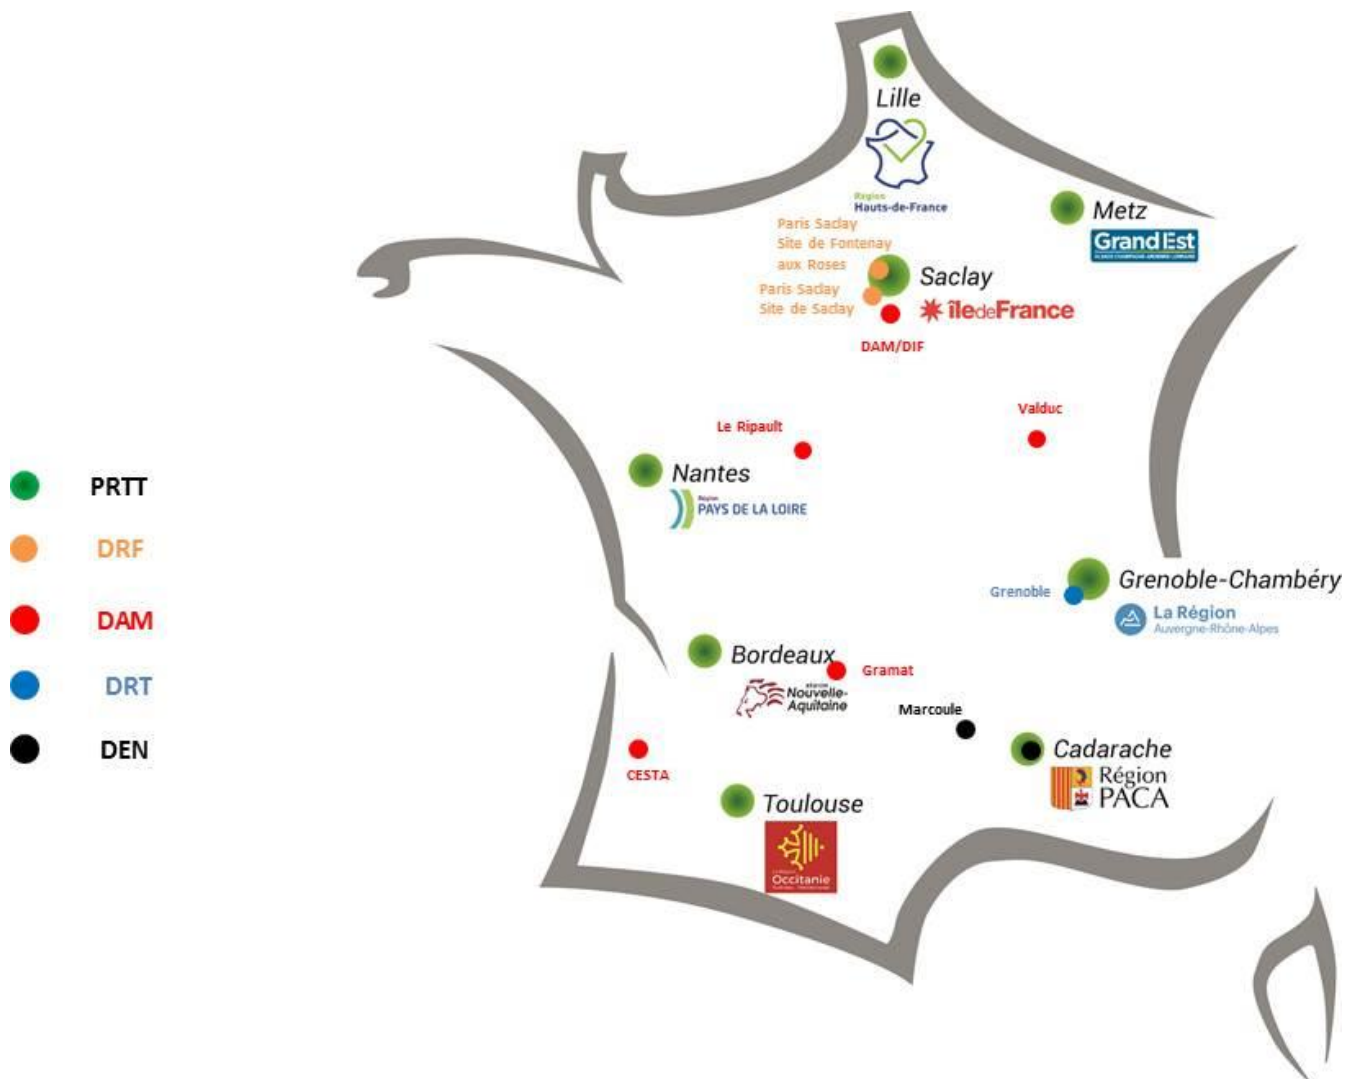 Lille
Région
Hauts-de-France
Metz
Grand Est
Paris Saclay
Site de Fontenay
aux Roses
Paris Saclay
Site de Saclay
Saclay
îledeFrance
DAM/DIF
Valduc
Le Ripault
Nantes
Région
PAYS DE LA LOIRE
PRTT
DRF
DAM
DRT
DEN
Grenoble
Grenoble-Chambéry
La Région
Auvergne-Rhône-Alpes
Bordeaux
Gramat
Nouvelle-
Aquitaine
Marcoule
CESTA
Cadarache
Région
PACA
Toulouse
Occitanie